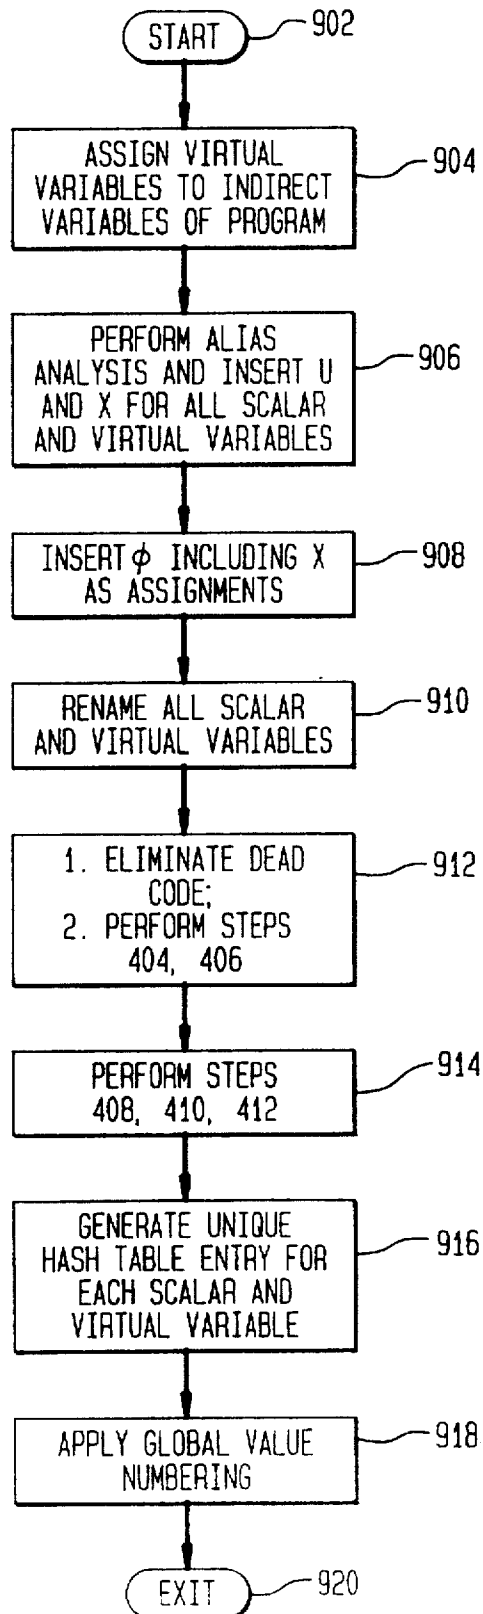 START
902
ASSIGN VIRTUAL
VARIABLES TO INDIRECT
VARIABLES OF PROGRAM
904
PERFORM ALIAS
ANALYSIS AND INSERT U
AND X FOR ALL SCALAR
AND VIRTUAL VARIABLES
906
INSERT ϕ INCLUDING X
AS ASSIGNMENTS
908
RENAME ALL SCALAR
AND VIRTUAL VARIABLES
910
1. ELIMINATE DEAD
CODE;
2. PERFORM STEPS
404, 406
912
PERFORM STEPS
408, 410, 412
914
GENERATE UNIQUE
HASH TABLE ENTRY FOR
EACH SCALAR AND
VIRTUAL VARIABLE
916
APPLY GLOBAL VALUE
NUMBERING
918
EXIT
920